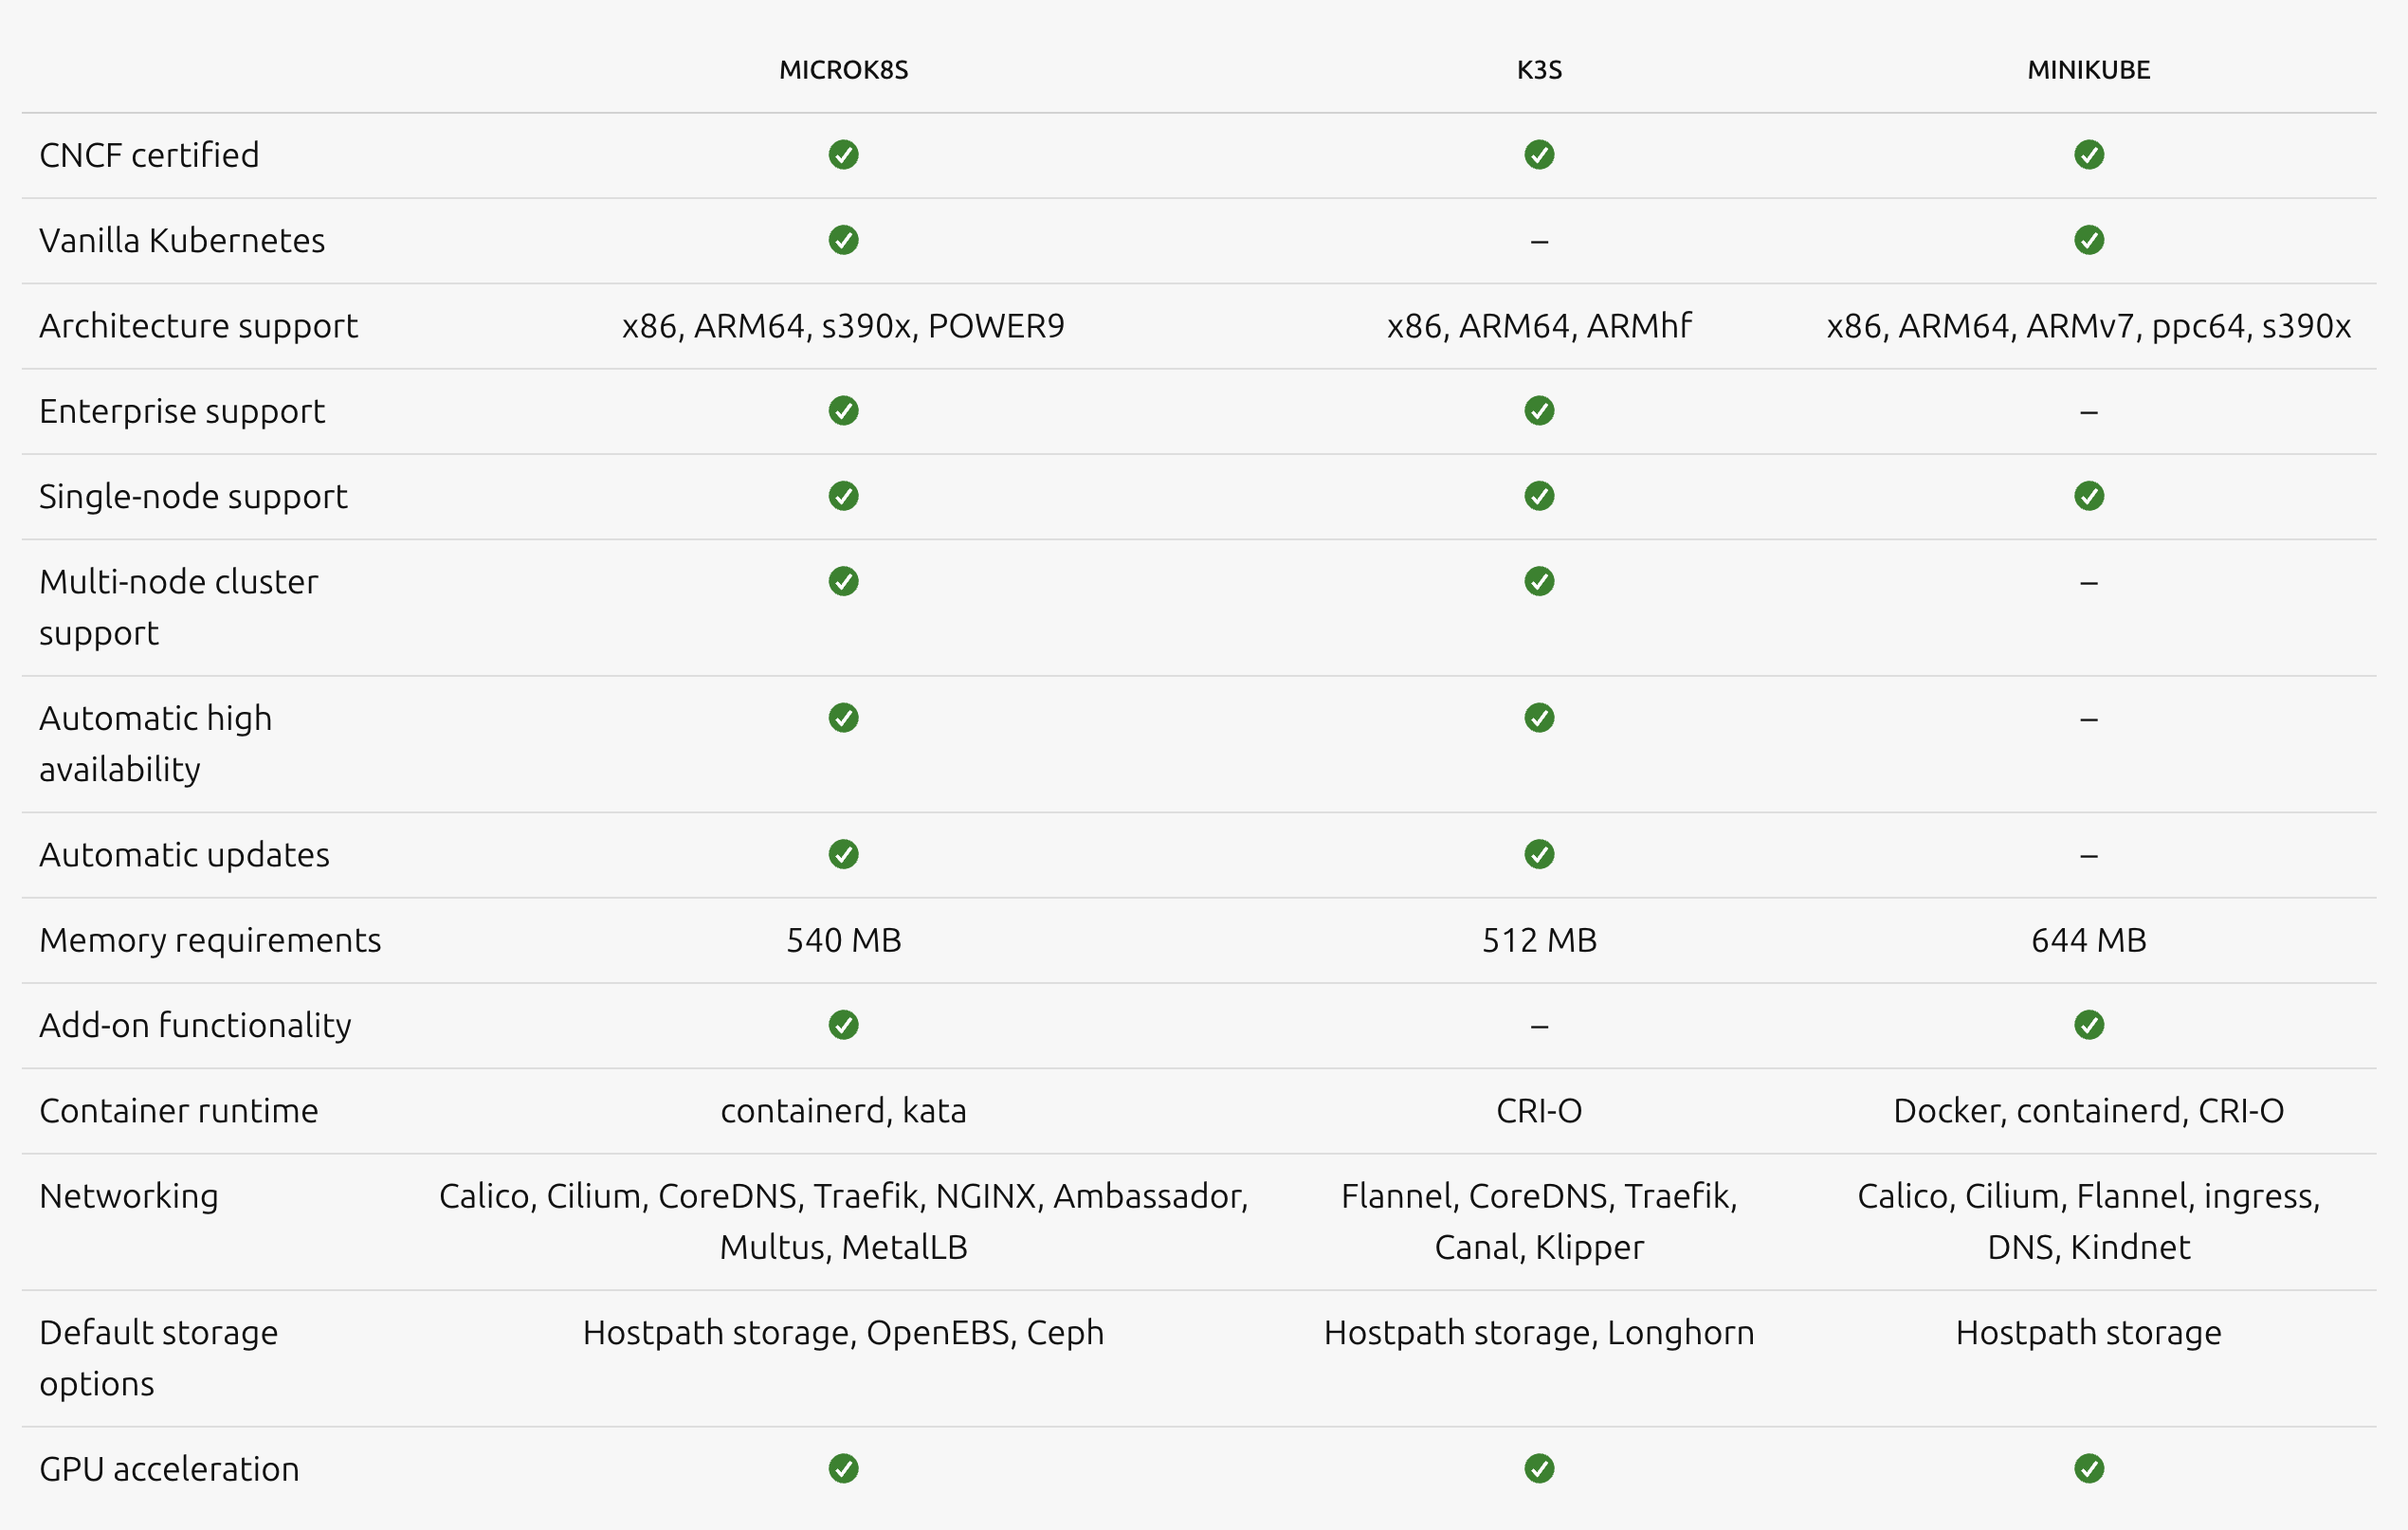 MICROK8S K3S MINIKUBE
CNCF certified
Vanilla Kubernetes –
Architecture support x86, ARM64, s390x, POWER9 x86, ARM64, ARMhf x86, ARM64, ARMv7, ppc64, s390x
Enterprise support –
Single-node support
Multi-node cluster –
support
Automatic high –
availability
Automatic updates –
Memory requirements 540 MB 512 MB 644 MB
Add-on functionality –
Container runtime containerd, kata CRI-O Docker, containerd, CRI-O
Networking Calico, Cilium, CoreDNS, Traefik, NGINX, Ambassador, Flannel, CoreDNS, Traefik, Calico, Cilium, Flannel, ingress,
Multus, MetalLB Canal, Klipper DNS, Kindnet
Default storage Hostpath storage, OpenEBS, Ceph Hostpath storage, Longhorn Hostpath storage
options
GPU acceleration